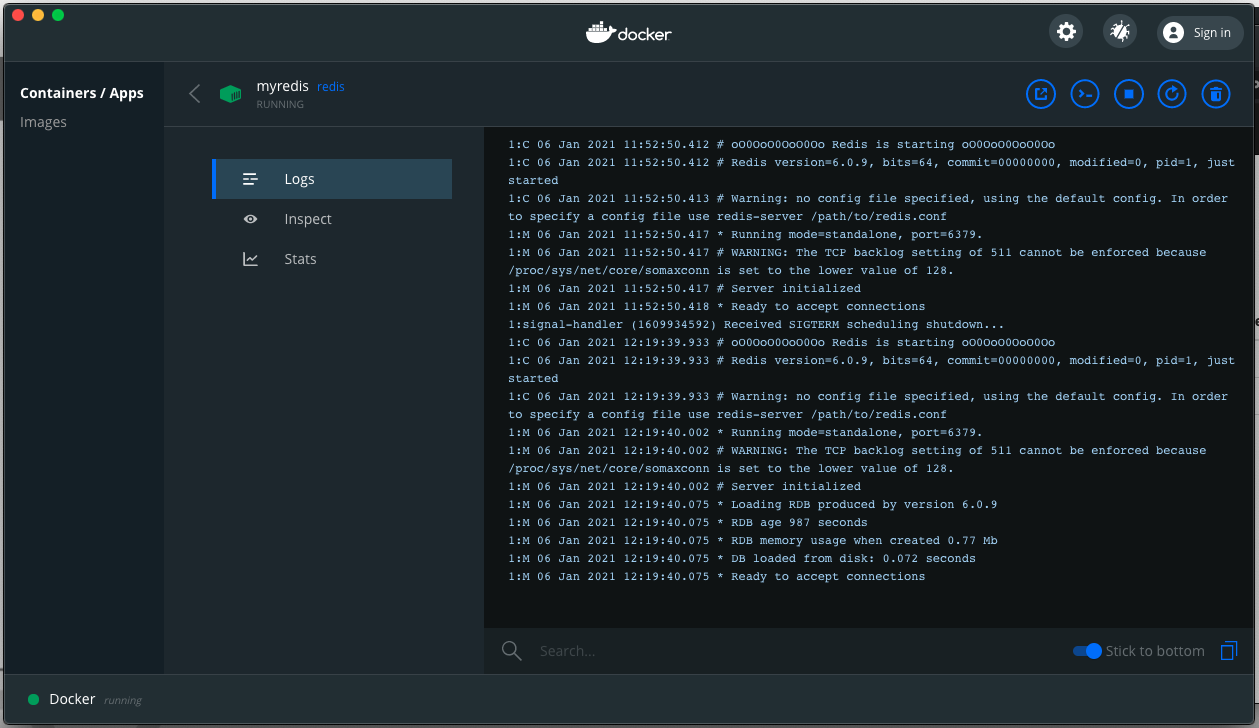 docker
Sign in
Containers / Apps
Images
myredis redis
RUNNING
Logs
Inspect
Stats
1:C 06 Jan 2021 11:52:50.412 # oO0OoO0OoO0Oo Redis is starting oO0OoO0OoO0Oo
1:C 06 Jan 2021 11:52:50.412 # Redis version=6.0.9, bits=64, commit=00000000, modified=0, pid=1, just
started
1:C 06 Jan 2021 11:52:50.413 # Warning: no config file specified, using the default config. In order
to specify a config file use redis-server /path/to/redis.conf
1:M 06 Jan 2021 11:52:50.417 * Running mode=standalone, port=6379.
1:M 06 Jan 2021 11:52:50.417 # WARNING: The TCP backlog setting of 511 cannot be enforced because
/proc/sys/net/core/somaxconn is set to the lower value of 128.
1:M 06 Jan 2021 11:52:50.417 # Server initialized
1:M 06 Jan 2021 11:52:50.418 * Ready to accept connections
1:signal-handler (1609934592) Received SIGTERM scheduling shutdown...
1:C 06 Jan 2021 12:19:39.933 # oO0OoO0OoO0Oo Redis is starting oO0OoO0OoO0Oo
1:C 06 Jan 2021 12:19:39.933 # Redis version=6.0.9, bits=64, commit=00000000, modified=0, pid=1, just
started
1:C 06 Jan 2021 12:19:39.933 # Warning: no config file specified, using the default config. In order
to specify a config file use redis-server /path/to/redis.conf
1:M 06 Jan 2021 12:19:40.002 * Running mode=standalone, port=6379.
1:M 06 Jan 2021 12:19:40.002 # WARNING: The TCP backlog setting of 511 cannot be enforced because
/proc/sys/net/core/somaxconn is set to the lower value of 128.
1:M 06 Jan 2021 12:19:40.002 # Server initialized
1:M 06 Jan 2021 12:19:40.075 * Loading RDB produced by version 6.0.9
1:M 06 Jan 2021 12:19:40.075 * RDB age 987 seconds
1:M 06 Jan 2021 12:19:40.075 * RDB memory usage when created 0.77 Mb
1:M 06 Jan 2021 12:19:40.075 * DB loaded from disk: 0.072 seconds
1:M 06 Jan 2021 12:19:40.075 * Ready to accept connections
Search...
Stick to bottom
Docker running